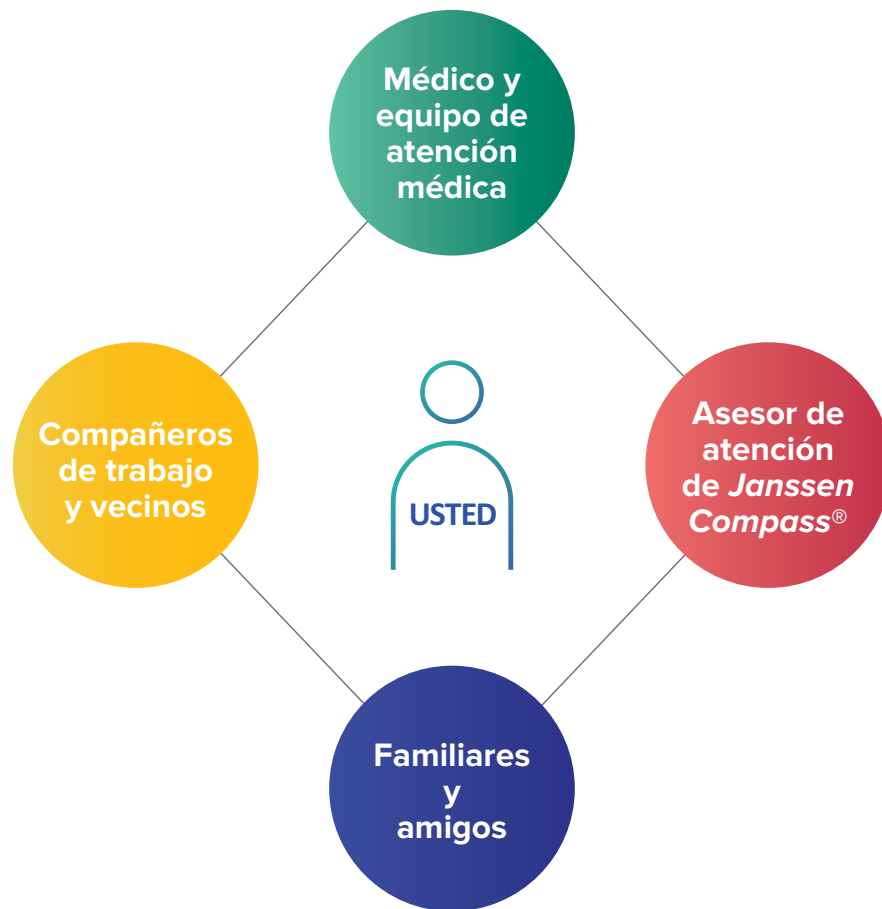 Médico y
equipo de
atención
médica
Compañeros
de trabajo
y vecinos
USTED
Asesor de
atención
de Janssen
Compass®
Familiares
y
amigos